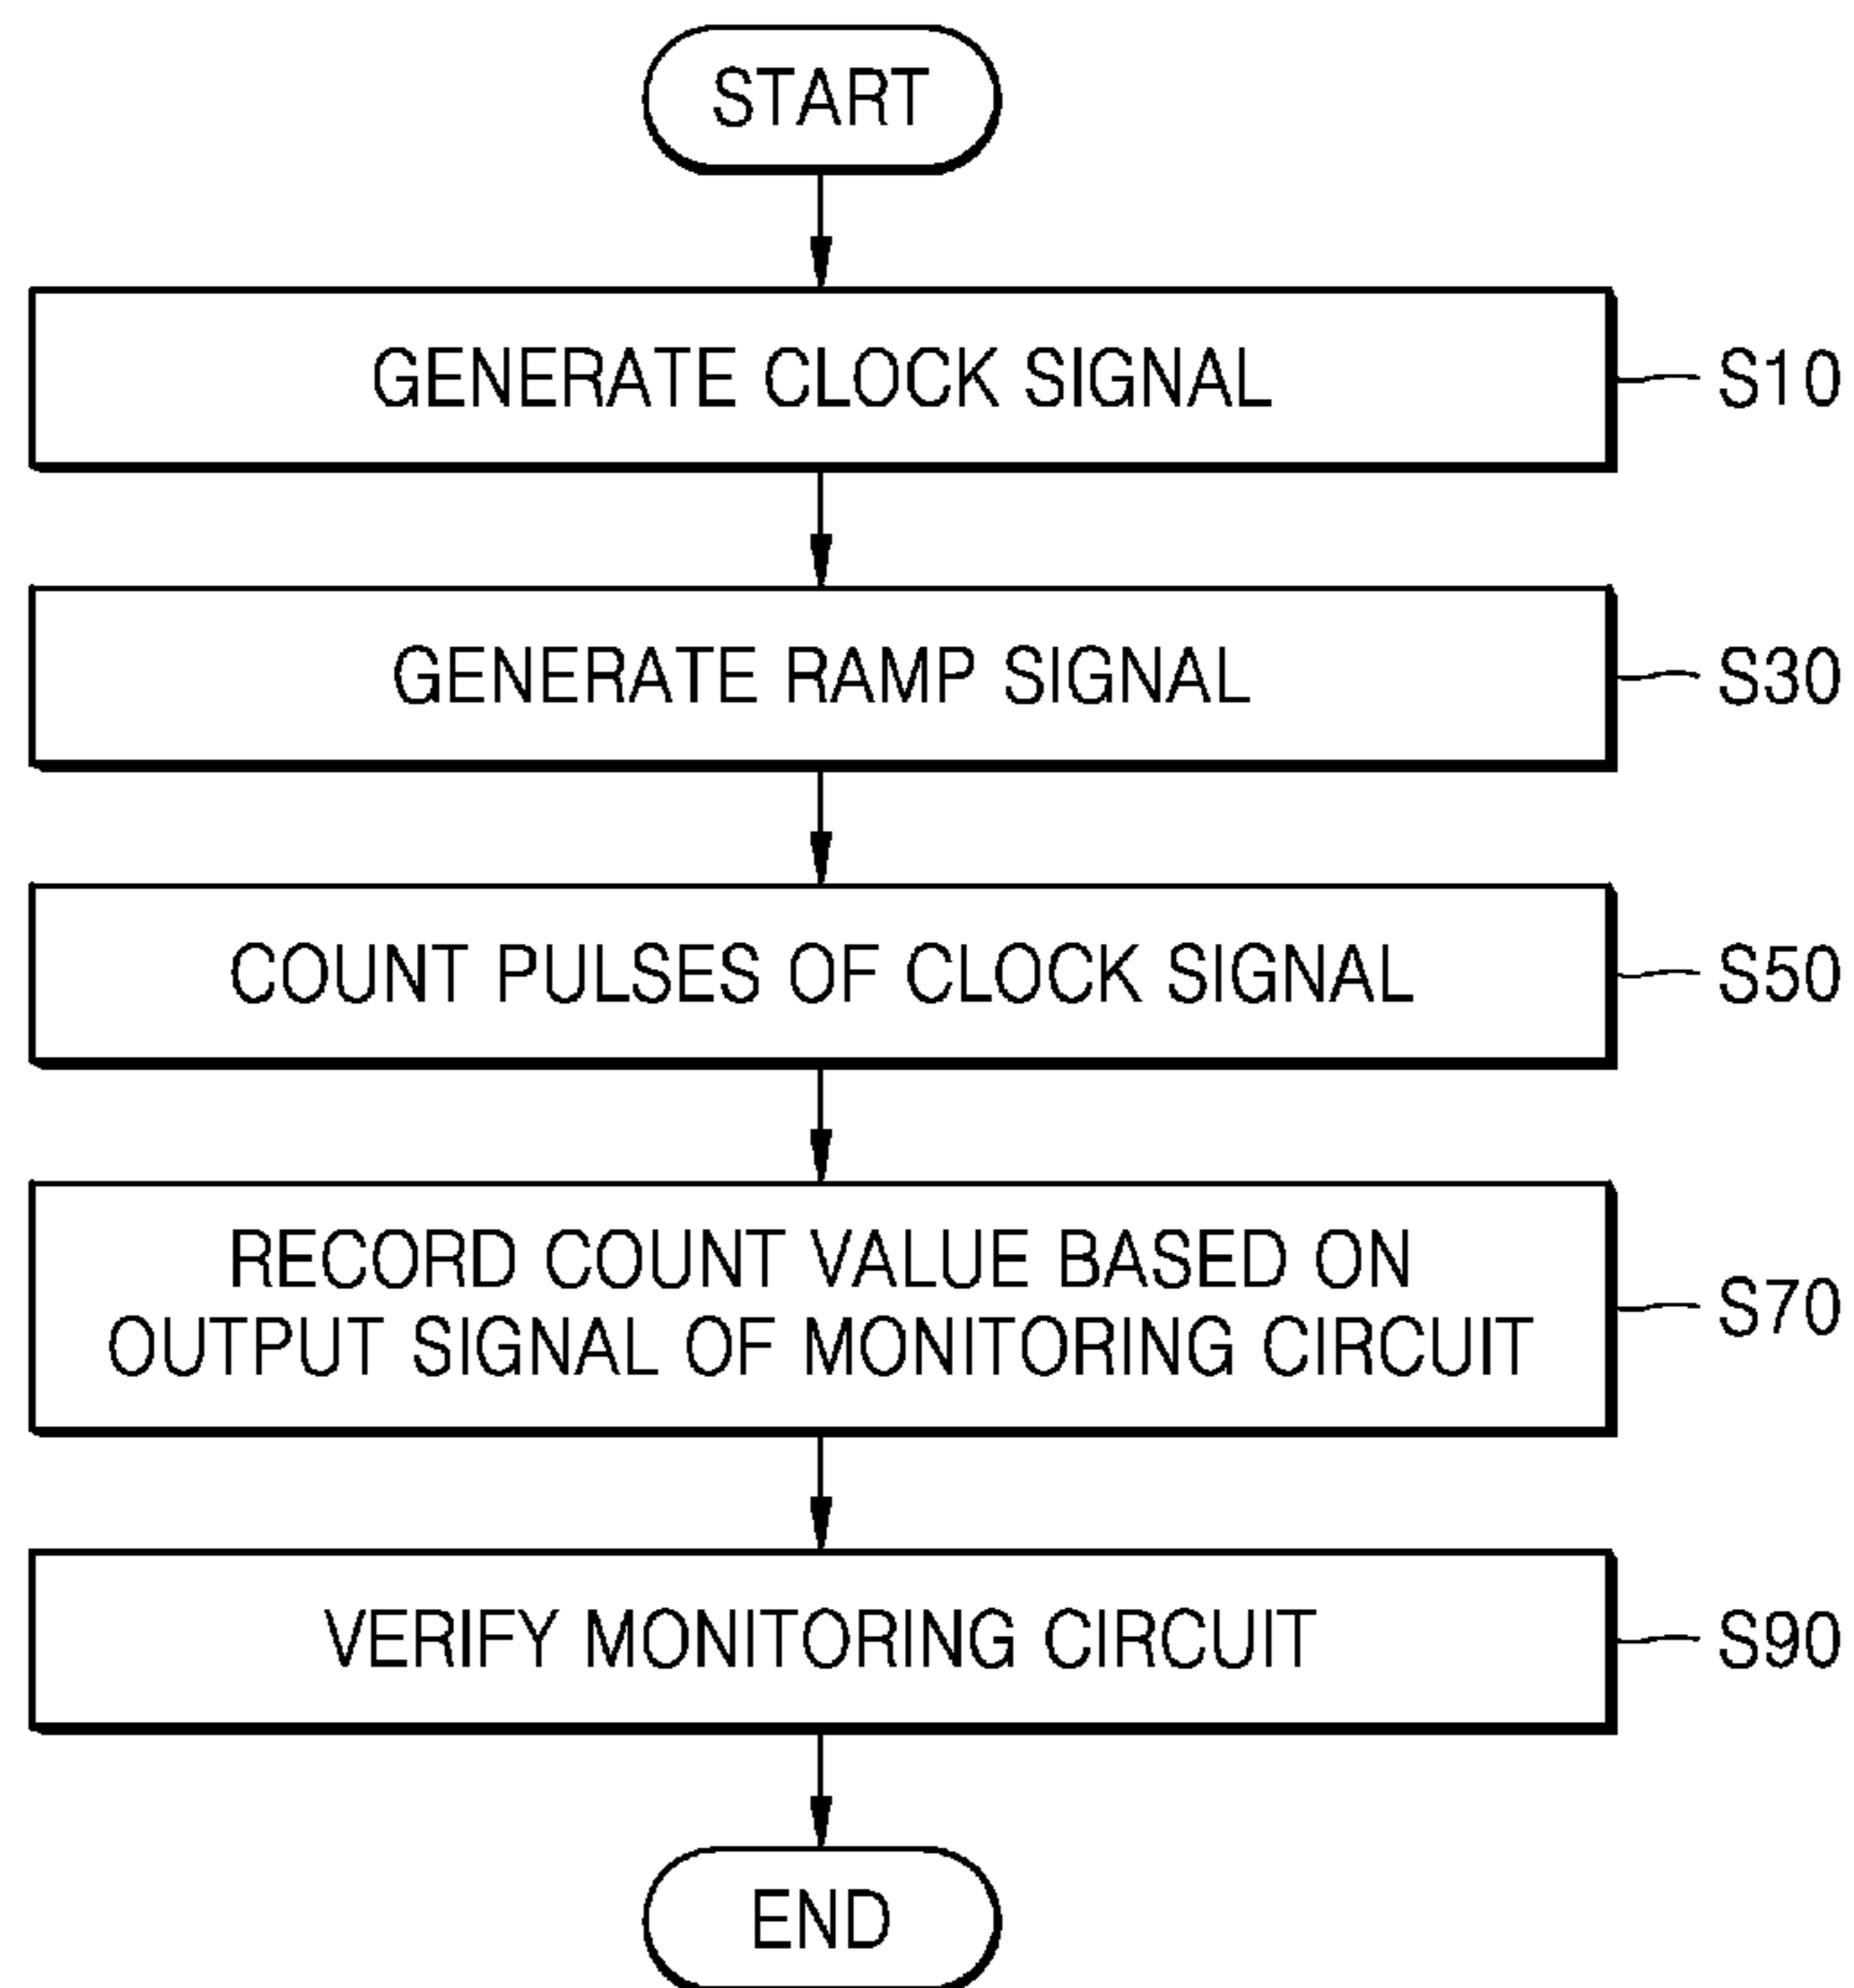 START
GENERATE CLOCK SIGNAL
S10
GENERATE RAMP SIGNAL
S30
COUNT PULSES OF CLOCK SIGNAL
S50
RECORD COUNT VALUE BASED ON
OUTPUT SIGNAL OF MONITORING CIRCUIT
S70
VERIFY MONITORING CIRCUIT
S90
END